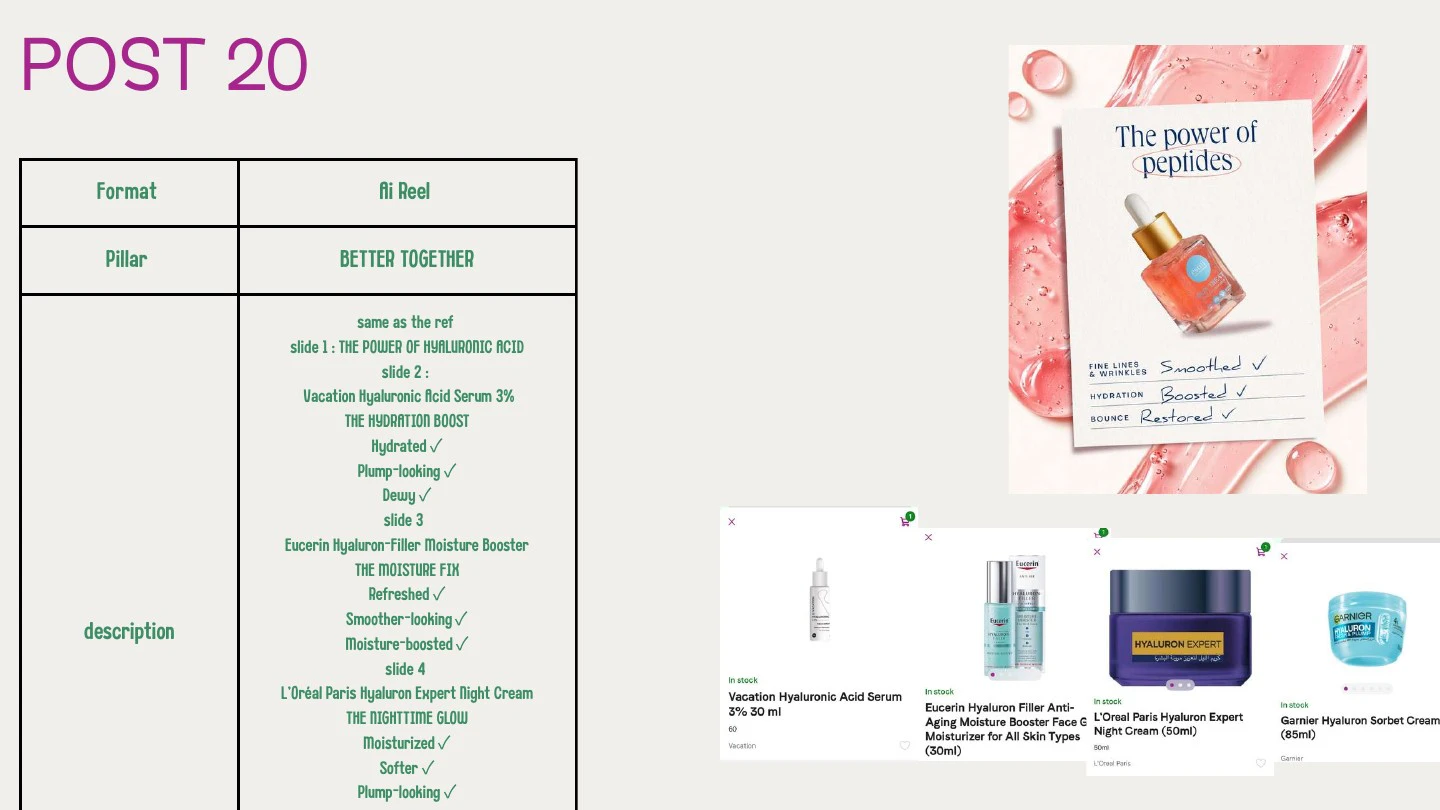 POST 20
Format
Ai Reel
Pillar
BETTER TOGETHER
description
same as the ref
slide 1 : THE POWER OF HYALURONIC ACID
slide 2 :
Vacation Hyaluronic Acid Serum 3%
THE HYDRATION BOOST
Hydrated ✓
Plump-looking ✓
Dewy ✓
slide 3
Eucerin Hyaluron-Filler Moisture Booster
THE MOISTURE FIX
Refreshed ✓
Smoother-looking ✓
Moisture-boosted ✓
slide 4
L'Oréal Paris Hyaluron Expert Night Cream
THE NIGHTTIME GLOW
Moisturized ✓
Softer ✓
Plump-looking ✓
The power of
peptides
FINE LINES
& WRINKLES Smoothed ✓
HYDRATION Boosted ✓
BOUNCE Restored ✓
1
In stock
Vacation Hyaluronic Acid Serum
3% 30 ml
60
Vacation
1
Eucerin
Eucerin
In stock
Eucerin Hyaluron Filler Anti-
Aging Moisture Booster Face G
Moisturizer for All Skin Types
(30ml)
1
HYALURON EXPERT
In stock
L'Oreal Paris Hyaluron Expert
Night Cream (50ml)
50ml
L'Oreal Paris
GARNIER
HYALURON
In stock
Garnier Hyaluron Sorbet Cream
(85ml)
Garnier